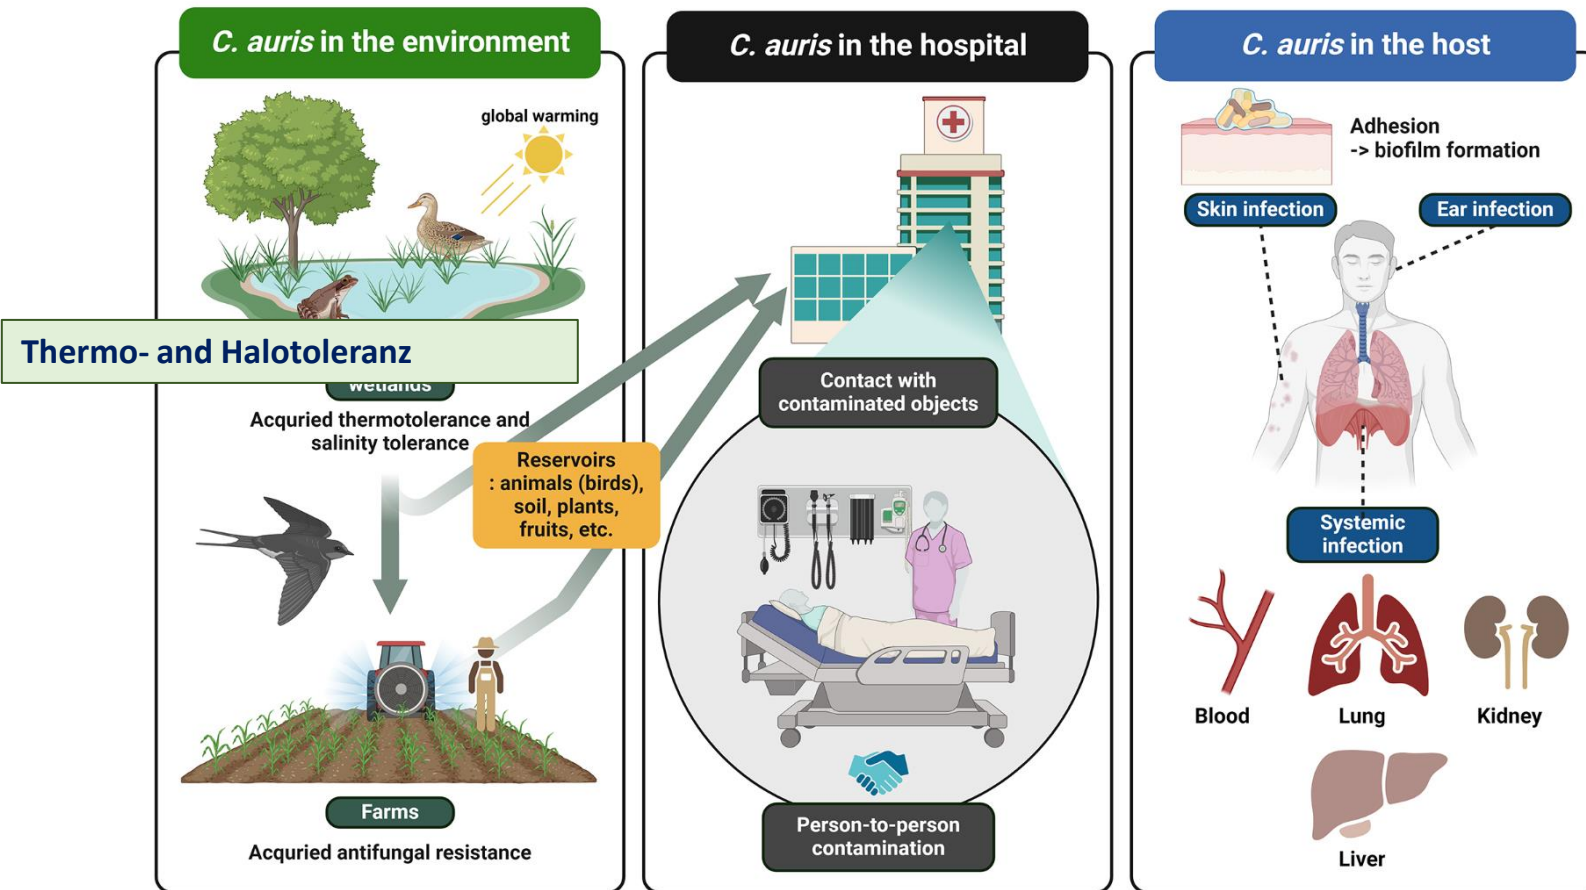 C. auris in the environment
global warming
Thermo- and Halotoleranz
wetlands
Acquried thermotolerance and
salinity tolerance
Reservoirs
: animals (birds),
soil, plants,
fruits, etc.
Farms
Acquried antifungal resistance
C. auris in the hospital
Contact with
contaminated objects
Person-to-person
contamination
C. auris in the host
Adhesion
-> biofilm formation
Skin infection
Ear infection
Systemic
infection
Blood
Lung
Kidney
Liver